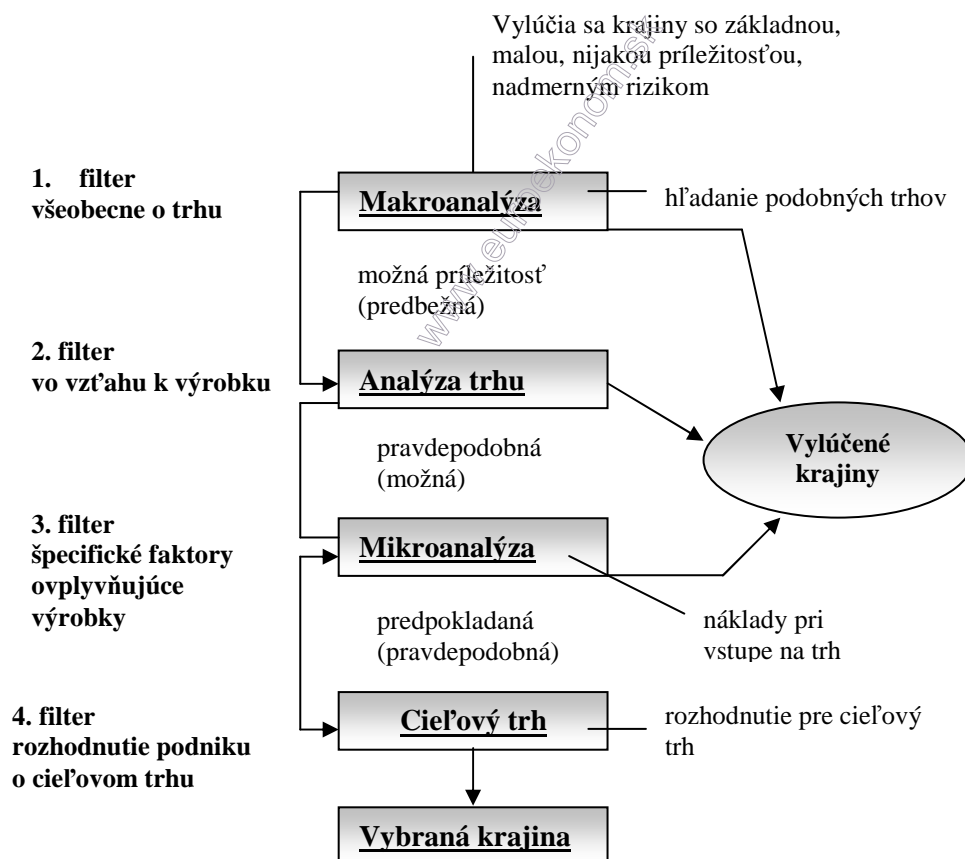 Vylúčia sa krajiny so základnou,
malou, nijakou príležitosťou,
nadmerným rizikom
1. filter
všeobecne o trhu
Makroanalýza
hľadanie podobných trhov
možná príležitosť
(predbežná)
2. filter
vo vzťahu k výrobku
Analýza trhu
Vylúčené
krajiny
pravdepodobná
(možná)
3. filter
špecifické faktory
ovplyvňujúce
výrobky
Mikroanalýza
náklady pri
vstupe na trh
predpokladaná
(pravdepodobná)
4. filter
rozhodnutie podniku
o cieľovom trhu
Cieľový trh
rozhodnutie pre cieľový
trh
Vybraná krajina
www.euroekonom.sk